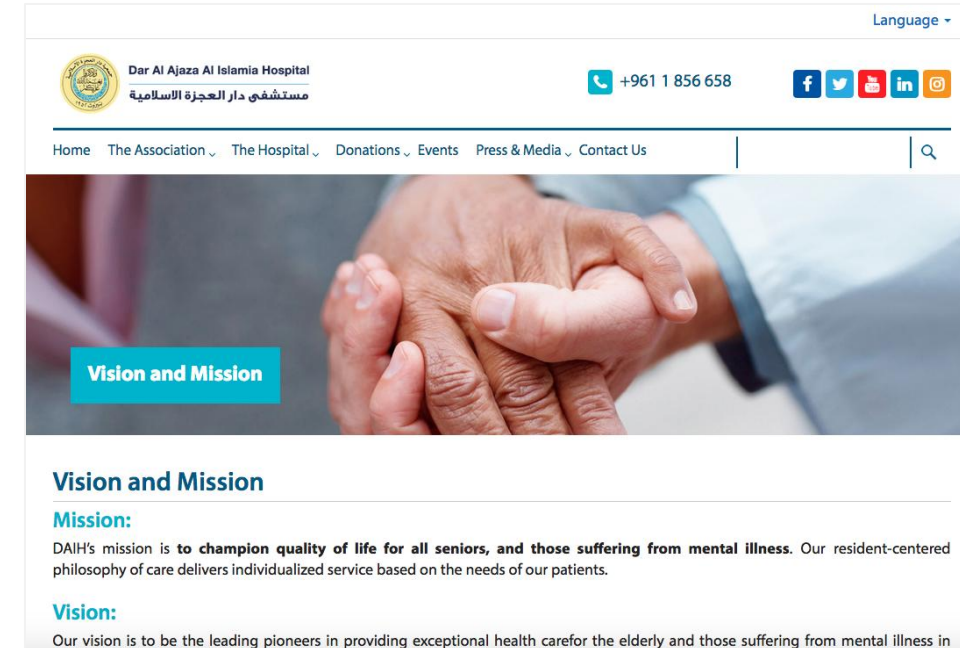 Language
Dar Al Ajaza Al Islamia Hospital
مستشفى دار العجزة الاسلامية
+961 1 856 658
Home The Association The Hospital Donations Events Press & Media Contact Us
Vision and Mission
Vision and Mission
Mission:
DAIH's mission is to champion quality of life for all seniors, and those suffering from mental illness. Our resident-centered
philosophy of care delivers individualized service based on the needs of our patients.
Vision:
Our vision is to be the leading pioneers in providing exceptional health carefor the elderly and those suffering from mental illness in